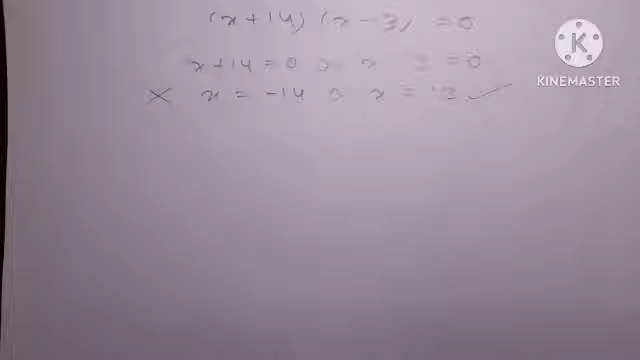 (x+14) (x-3) = 0
K
KINEMASTER
x+14=0 or x 3 = 0
× x = -14 or x = 3 ✓